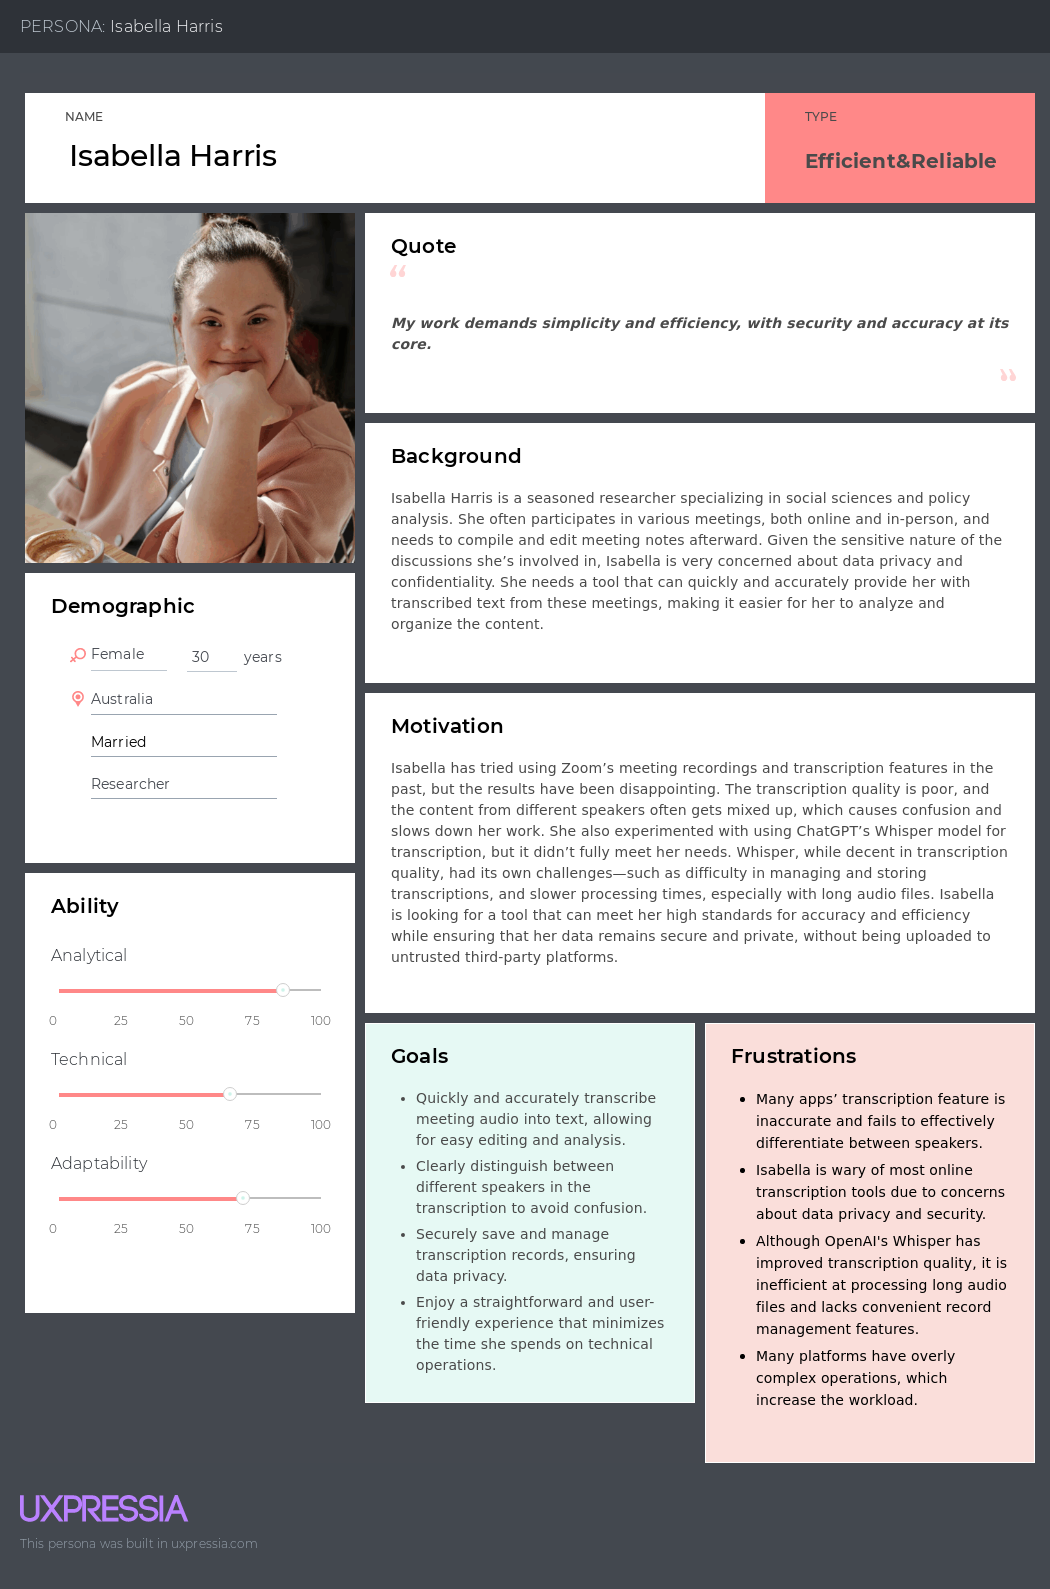 PERSONA: Isabella Harris
NAME
Isabella Harris
TYPE
Efficient&Reliable
Quote
“
My work demands simplicity and efficiency, with security and accuracy at its
core.
”
Background
Isabella Harris is a seasoned researcher specializing in social sciences and policy
analysis. She often participates in various meetings, both online and in-person, and
needs to compile and edit meeting notes afterward. Given the sensitive nature of the
discussions she’s involved in, Isabella is very concerned about data privacy and
confidentiality. She needs a tool that can quickly and accurately provide her with
transcribed text from these meetings, making it easier for her to analyze and
organize the content.
Demographic
Female 30 years
Australia
Married
Researcher
Motivation
Isabella has tried using Zoom’s meeting recordings and transcription features in the
past, but the results have been disappointing. The transcription quality is poor, and
the content from different speakers often gets mixed up, which causes confusion and
slows down her work. She also experimented with using ChatGPT’s Whisper model for
transcription, but it didn’t fully meet her needs. Whisper, while decent in transcription
quality, had its own challenges—such as difficulty in managing and storing
transcriptions, and slower processing times, especially with long audio files. Isabella
is looking for a tool that can meet her high standards for accuracy and efficiency
while ensuring that her data remains secure and private, without being uploaded to
untrusted third-party platforms.
Ability
Analytical
0 25 50 75 100
Technical
0 25 50 75 100
Adaptability
0 25 50 75 100
Goals
• Quickly and accurately transcribe
meeting audio into text, allowing
for easy editing and analysis.
• Clearly distinguish between
different speakers in the
transcription to avoid confusion.
• Securely save and manage
transcription records, ensuring
data privacy.
• Enjoy a straightforward and user-
friendly experience that minimizes
the time she spends on technical
operations.
Frustrations
• Many apps’ transcription feature is
inaccurate and fails to effectively
differentiate between speakers.
• Isabella is wary of most online
transcription tools due to concerns
about data privacy and security.
• Although OpenAI's Whisper has
improved transcription quality, it is
inefficient at processing long audio
files and lacks convenient record
management features.
• Many platforms have overly
complex operations, which
increase the workload.
UXPRESSIA
This persona was built in uxpressia.com